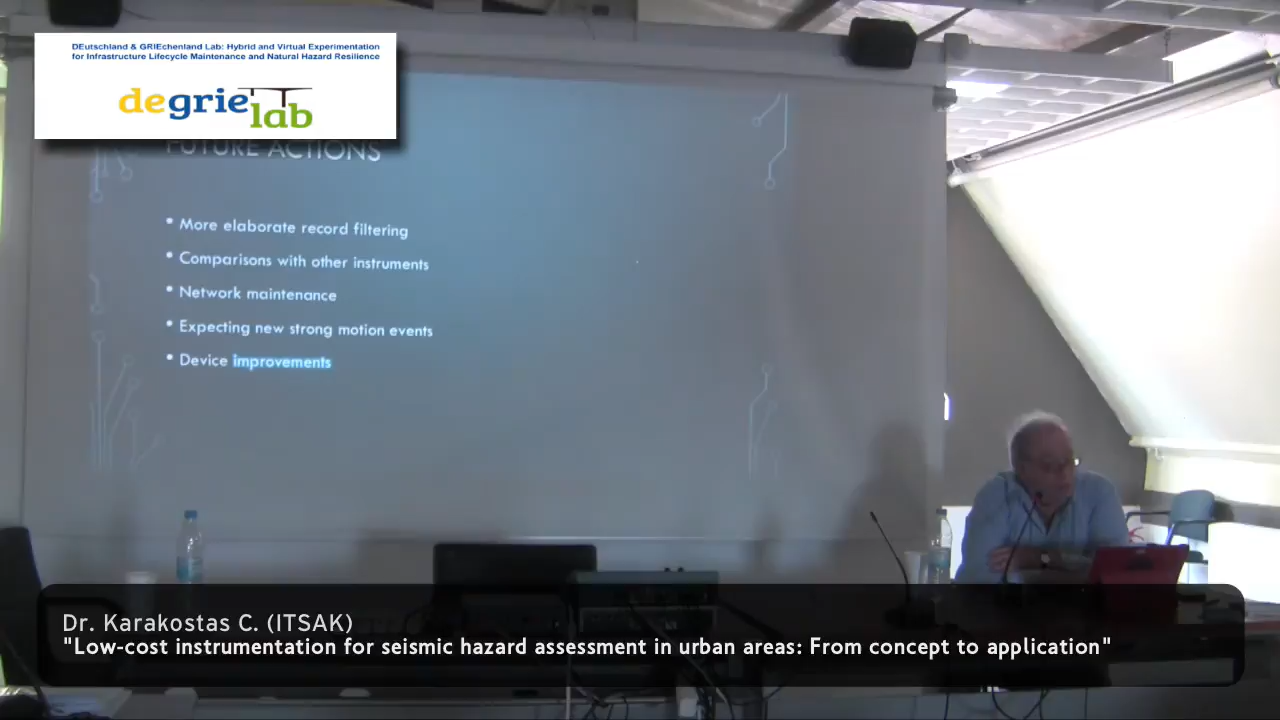 DEutschland & GRIEchenland Lab: Hybrid and Virtual Experimentation
for Infrastructure Lifecycle Maintenance and Natural Hazard Resilience
degrie
lab
FUTURE ACTIONS
• More elaborate record filtering
• Comparisons with other instruments
• Network maintenance
• Expecting new strong motion events
• Device improvements
Dr. Karakostas C. (ITSAK)
"Low-cost instrumentation for seismic hazard assessment in urban areas: From concept to application"